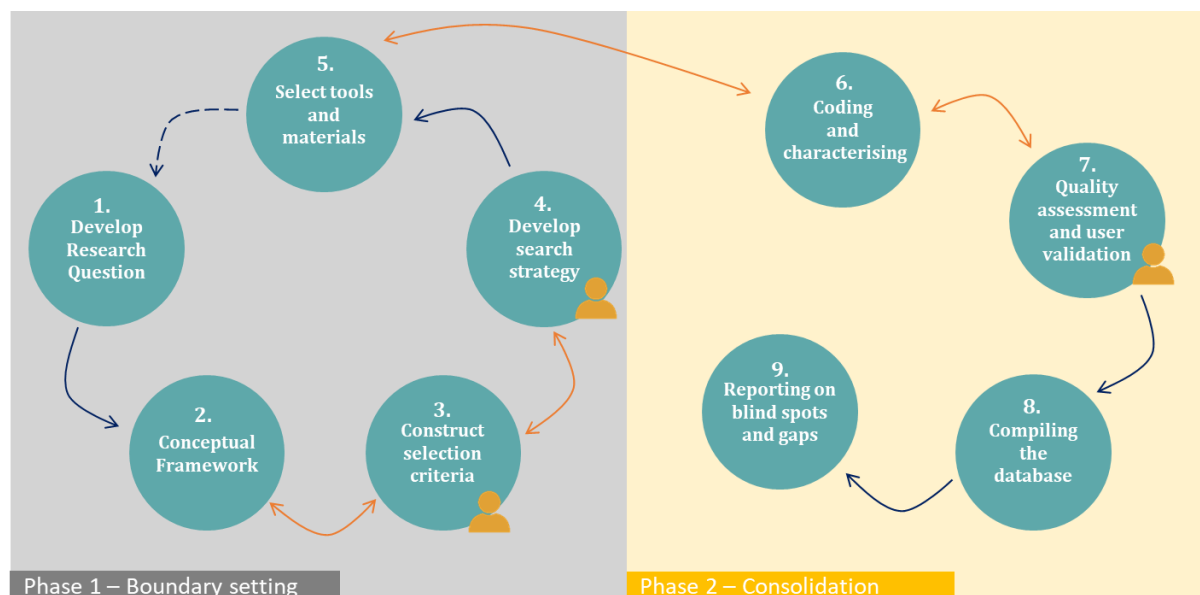 1.
Develop
Research
Question
2.
Conceptual
Framework
3.
Construct
selection
criteria
4.
Develop
search
strategy
5.
Select tools
and
materials
Phase 1 – Boundary setting
6.
Coding
and
characterising
7.
Quality
assessment
and user
validation
8.
Compiling
the
database
9.
Reporting on
blind spots
and gaps
Phase 2 – Consolidation